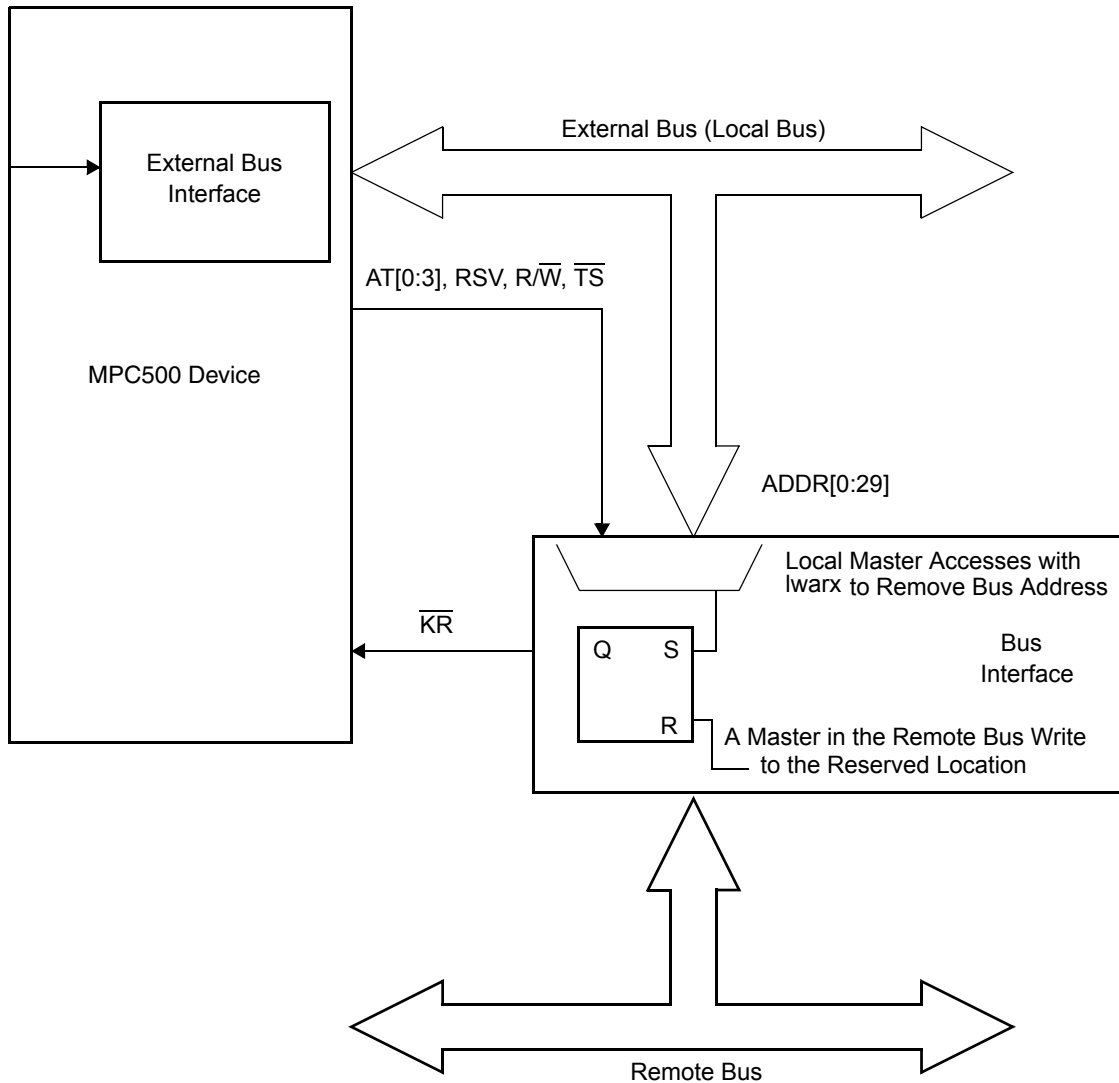 External Bus (Local Bus)
External Bus
Interface
AT[0:3], RSV, R/W̅, T̅S̅
MPC500 Device
ADDR[0:29]
Local Master Accesses with
lwarx to Remove Bus Address
K̅R̅
Q S
Bus
Interface
R
A Master in the Remote Bus Write
to the Reserved Location
Remote Bus